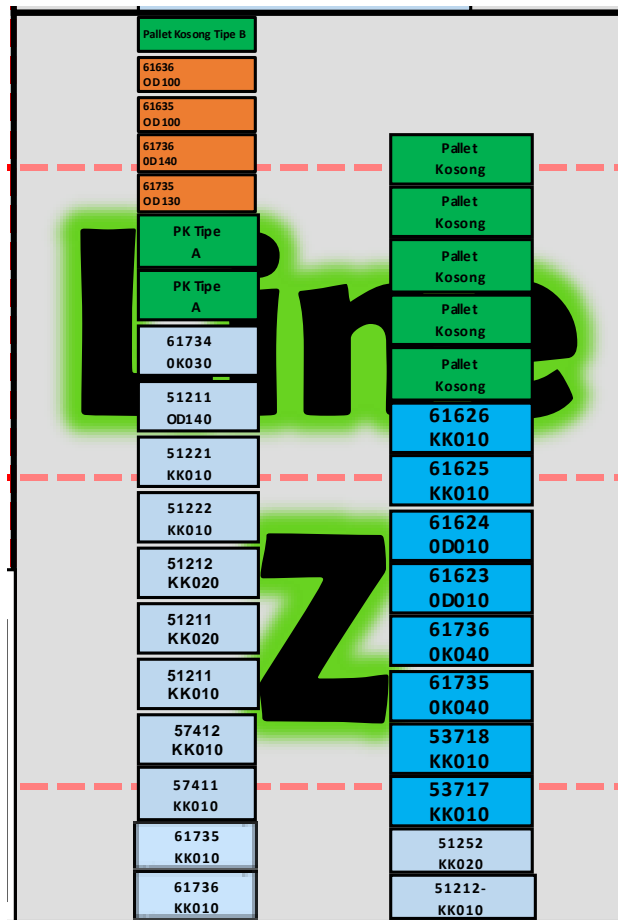 Pallet Kosong Tipe B
61636
OD100
61635
OD100
61736
0D140
61735
OD130
PK Tipe
A
PK Tipe
A
61734
0K030
51211
OD140
51221
KK010
51222
KK010
51212
KK020
51211
KK020
51211
KK010
57412
KK010
57411
KK010
61735
KK010
61736
KK010
Pallet
Kosong
Pallet
Kosong
Pallet
Kosong
Pallet
Kosong
Pallet
Kosong
61626
KK010
61625
KK010
61624
0D010
61623
0D010
61736
0K040
61735
0K040
53718
KK010
53717
KK010
51252
KK020
51212-
KK010
Line
Z